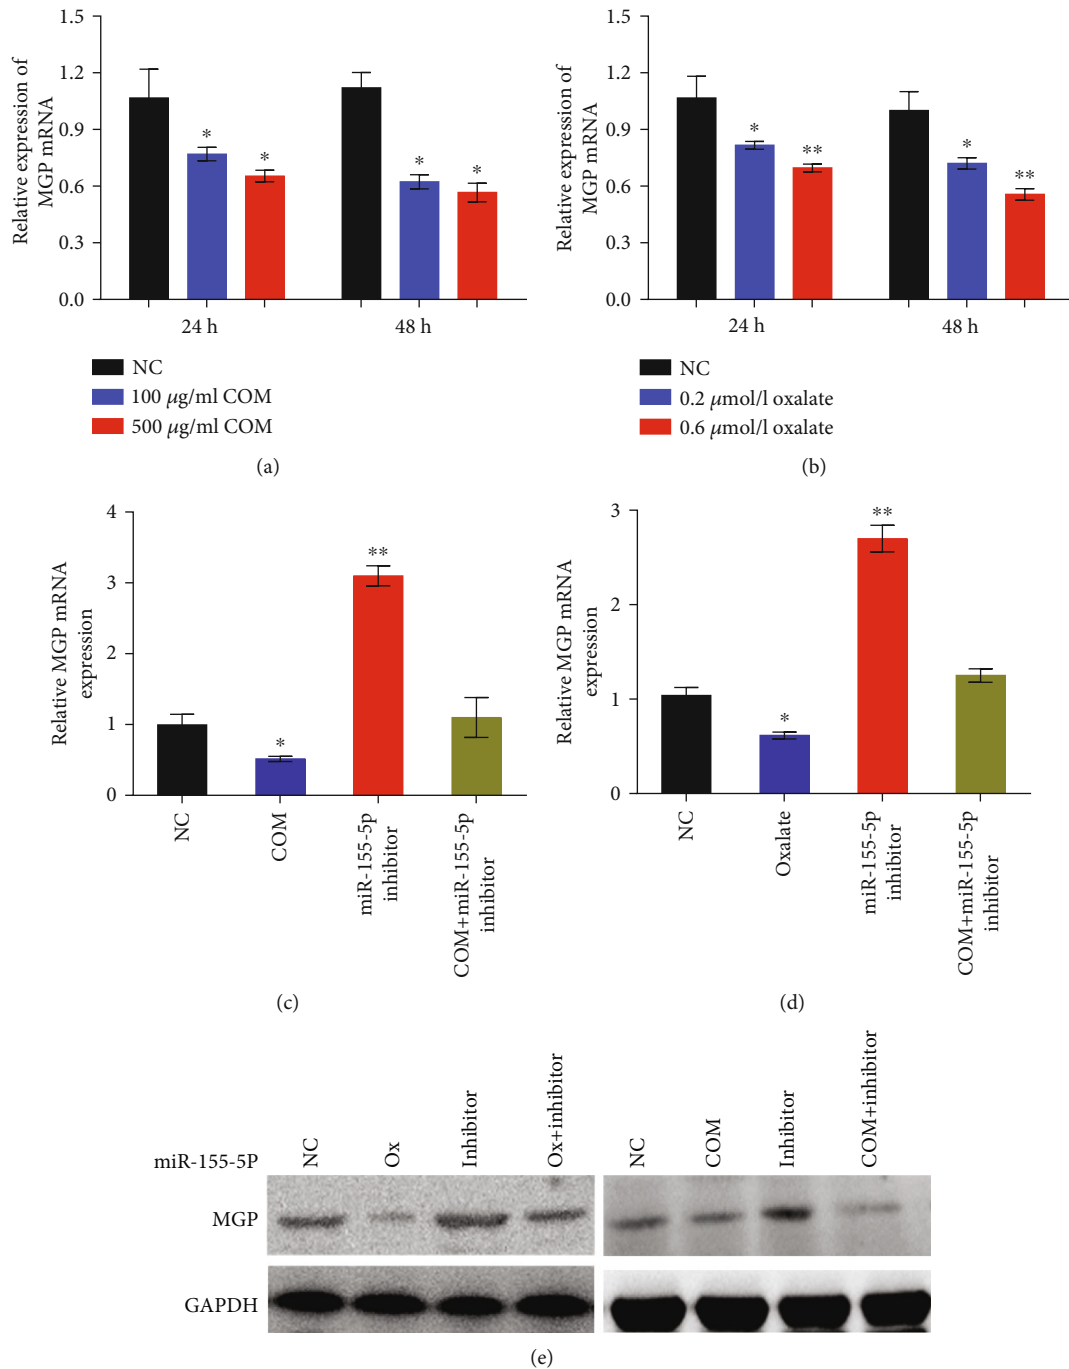 1.5
1.2
0.9
0.6
0.3
0.0
Relative expression of
MGP mRNA
*
*
*
*
24 h
48 h
NC
100 μg/ml COM
500 μg/ml COM
(a)
1.5
1.2
0.9
0.6
0.3
0.0
Relative expression of
MGP mRNA
*
**
*
**
24 h
48 h
NC
0.2 μmol/l oxalate
0.6 μmol/l oxalate
(b)
4
3
2
1
0
Relative MGP mRNA
expression
*
**
NC
COM
miR-155-5p
inhibitor
COM+miR-155-5p
inhibitor
(c)
3
2
1
0
Relative MGP mRNA
expression
*
**
NC
Oxalate
miR-155-5p
inhibitor
COM+miR-155-5p
inhibitor
(d)
miR-155-5P
NC
Ox
Inhibitor
Ox+inhibitor
NC
COM
Inhibitor
COM+inhibitor
MGP
GAPDH
(e)